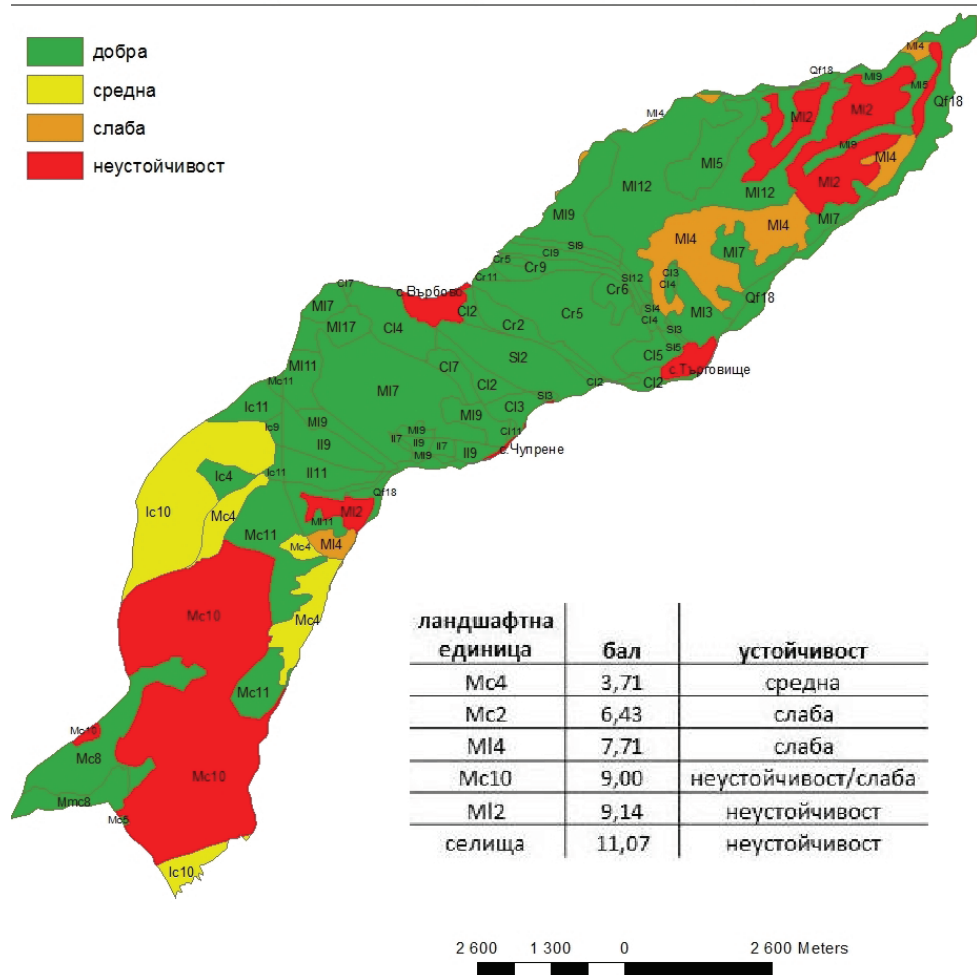 добра
средна
слаба
неустойчивост
Ml4
Qf18
Ml9
Ml5
Qf18
Ml2
Ml2
Ml4
Ml9
Ml5
Ml4
Ml12
Ml12
Ml2
Ml9
Ml7
Ml4
Ml4
Sl9
Cl9
Ml7
Cr5
Cr9
Cl7
Cr11
Sl12
Cl3
Cl4
Qf18
с.Върбово
Cr6
Ml7
Cl2
Cr5
Sl4
Ml3
Ml17
Cl4
Cr2
Cl4
Sl3
Sl2
Cl5
Sl5
Ml11
Cl7
с.Търговище
Mc11
Ml7
Cl2
Cl2
Cl2
Ic11
Sl3
Cl3
Ml9
Ml9
Ic9
Ml9
Cl11
Il9
Il7
Il9
Il7
Il9
с.Чупрене
Ml9
Ic4
Ic11
Il11
Qf18
Ic10
Mc4
Ml2
Ml11
Mc11
Mc4
Ml4
Mc10
Mc4
Mc11
Mc10
Mc8
Mc10
Mmc8
Mc5
Ic10
ландшафтна единица бал устойчивост
Mc4 3,71 средна
Mc2 6,43 слаба
Ml4 7,71 слаба
Mc10 9,00 неустойчивост/слаба
Ml2 9,14 неустойчивост
селища 11,07 неустойчивост
2 600 1 300 0 2 600 Meters